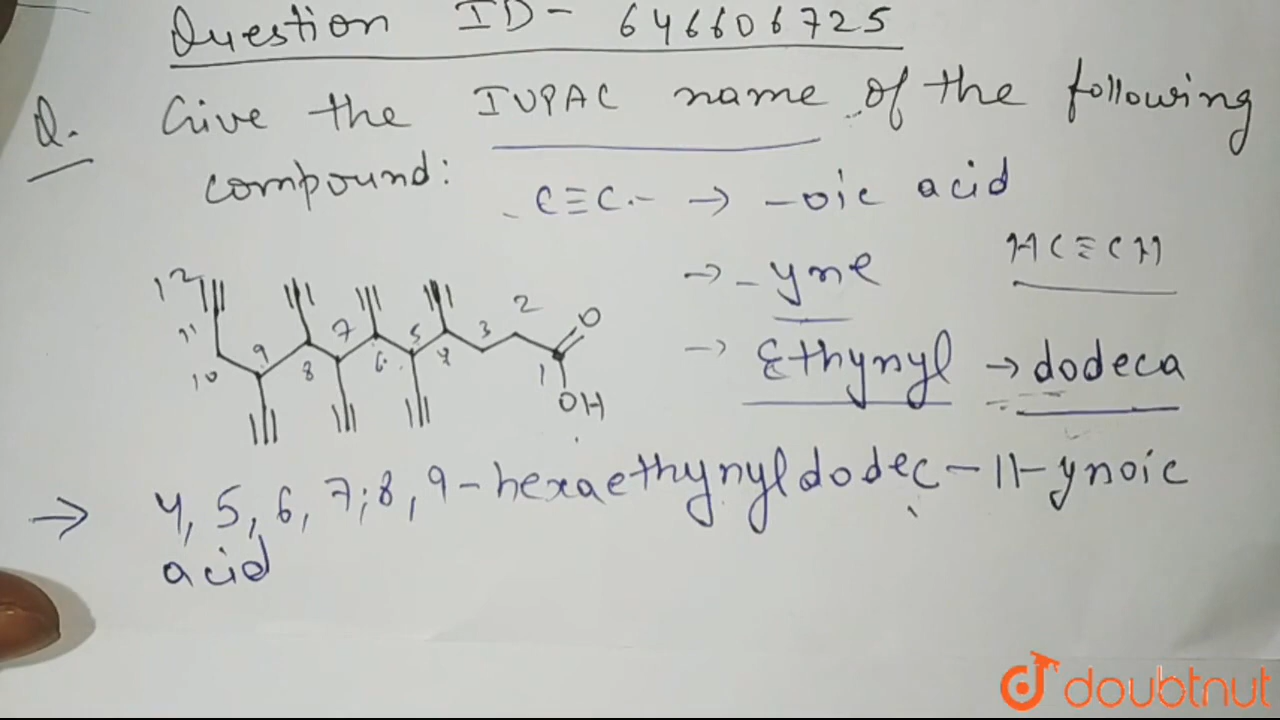 Question ID - 646606725
Q. Give the IUPAC name of the following
compound:
- C≡C.- → -oic acid
HC≡CH
→ - yne
→ Ethynyl → dodeca
12
11
10
9
8
7
6.
5
4
3
2
1
O
OH
→ 4, 5, 6, 7, 8, 9 - hexaethynyldodec - 11 - ynoic
acid
doubtnut